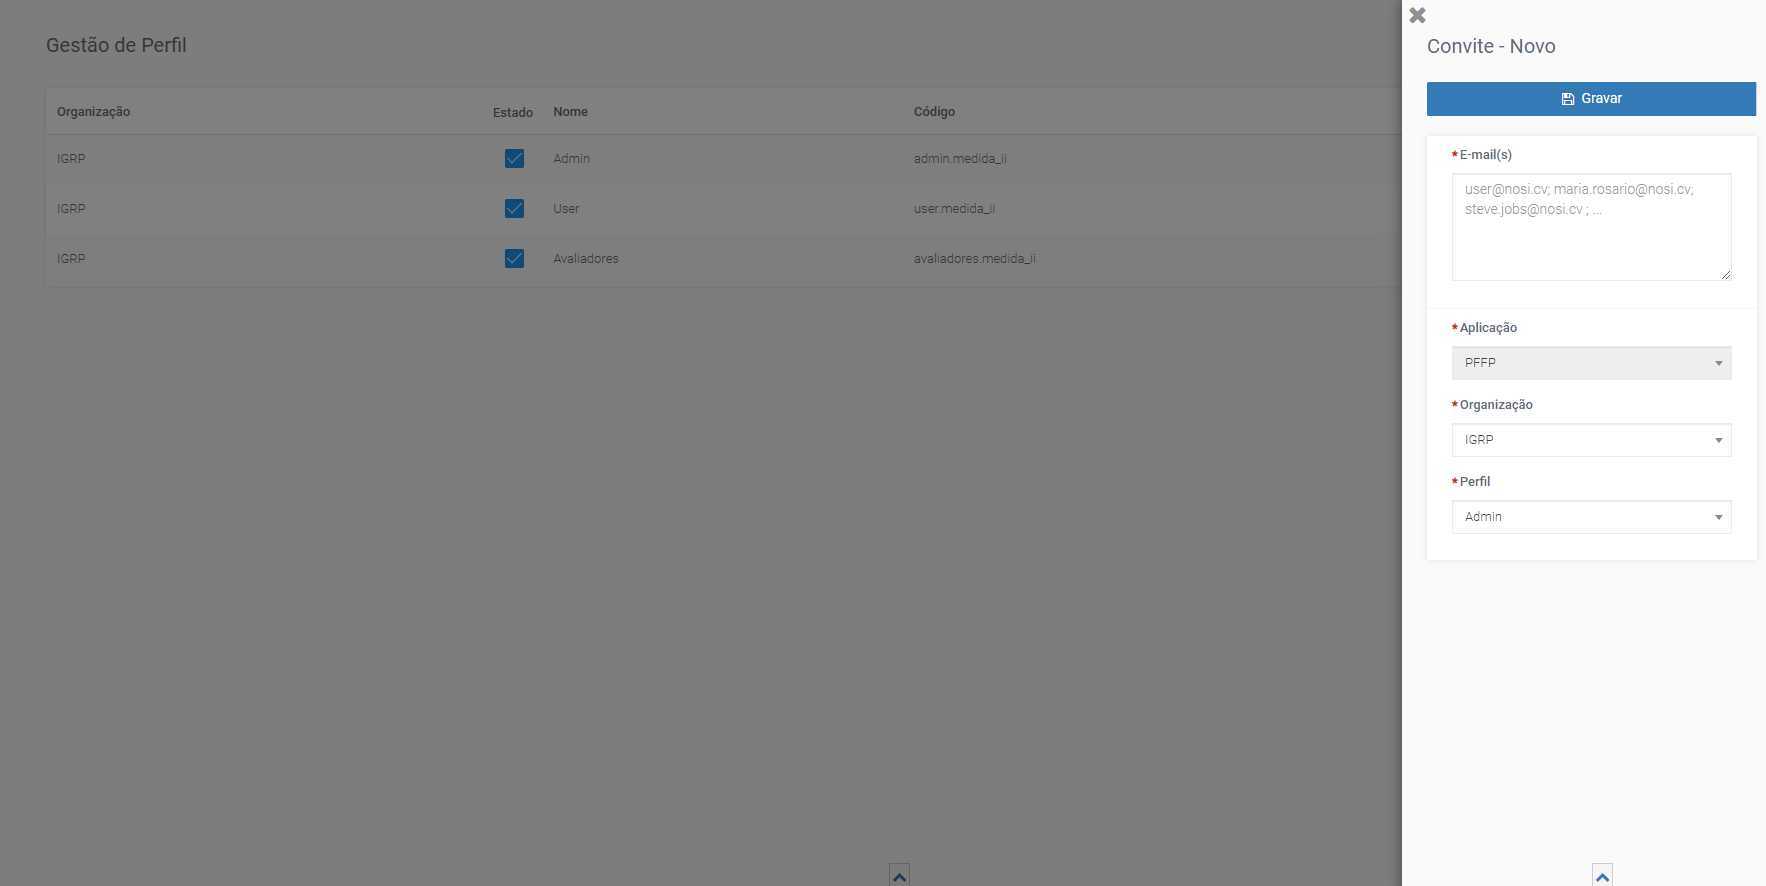 Gestão de Perfil
Organização Estado Nome Código
IGRP Admin admin.medida_ii
IGRP User user.medida_ii
IGRP Avaliadores avaliadores.medida_ii
Convite - Novo
Gravar
*E-mail(s)
user@nosi.cv; maria.rosario@nosi.cv;
steve.jobs@nosi.cv ; ...
*Aplicação
PFFP
*Organização
IGRP
*Perfil
Admin